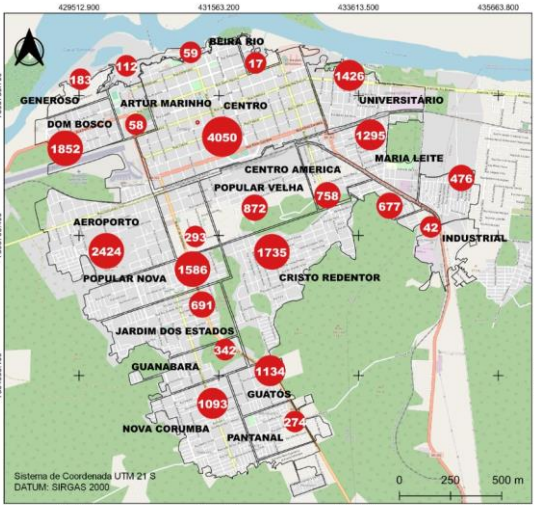 429512.900 431563.200 433613.500 435663.800
BEIRA RIO
59
17
112
183
1426
GENEROSO
ARTUR MARINHO
CENTRO
UNIVERSITÁRIO
DOM BOSCO
58
4050
1295
1852
MARIA LEITE
CENTRO AMERICA
476
POPULAR VELHA
758
872
677
AEROPORTO
42
293
INDUSTRIAL
2424
1735
1586
POPULAR NOVA
CRISTO REDENTOR
691
JARDIM DOS ESTADOS
342
GUANABARA
1134
GUATÓS
1093
NOVA CORUMBA
274
PANTANAL
Sistema de Coordenada UTM 21 S
DATUM: SIRGAS 2000
0 250 500 m